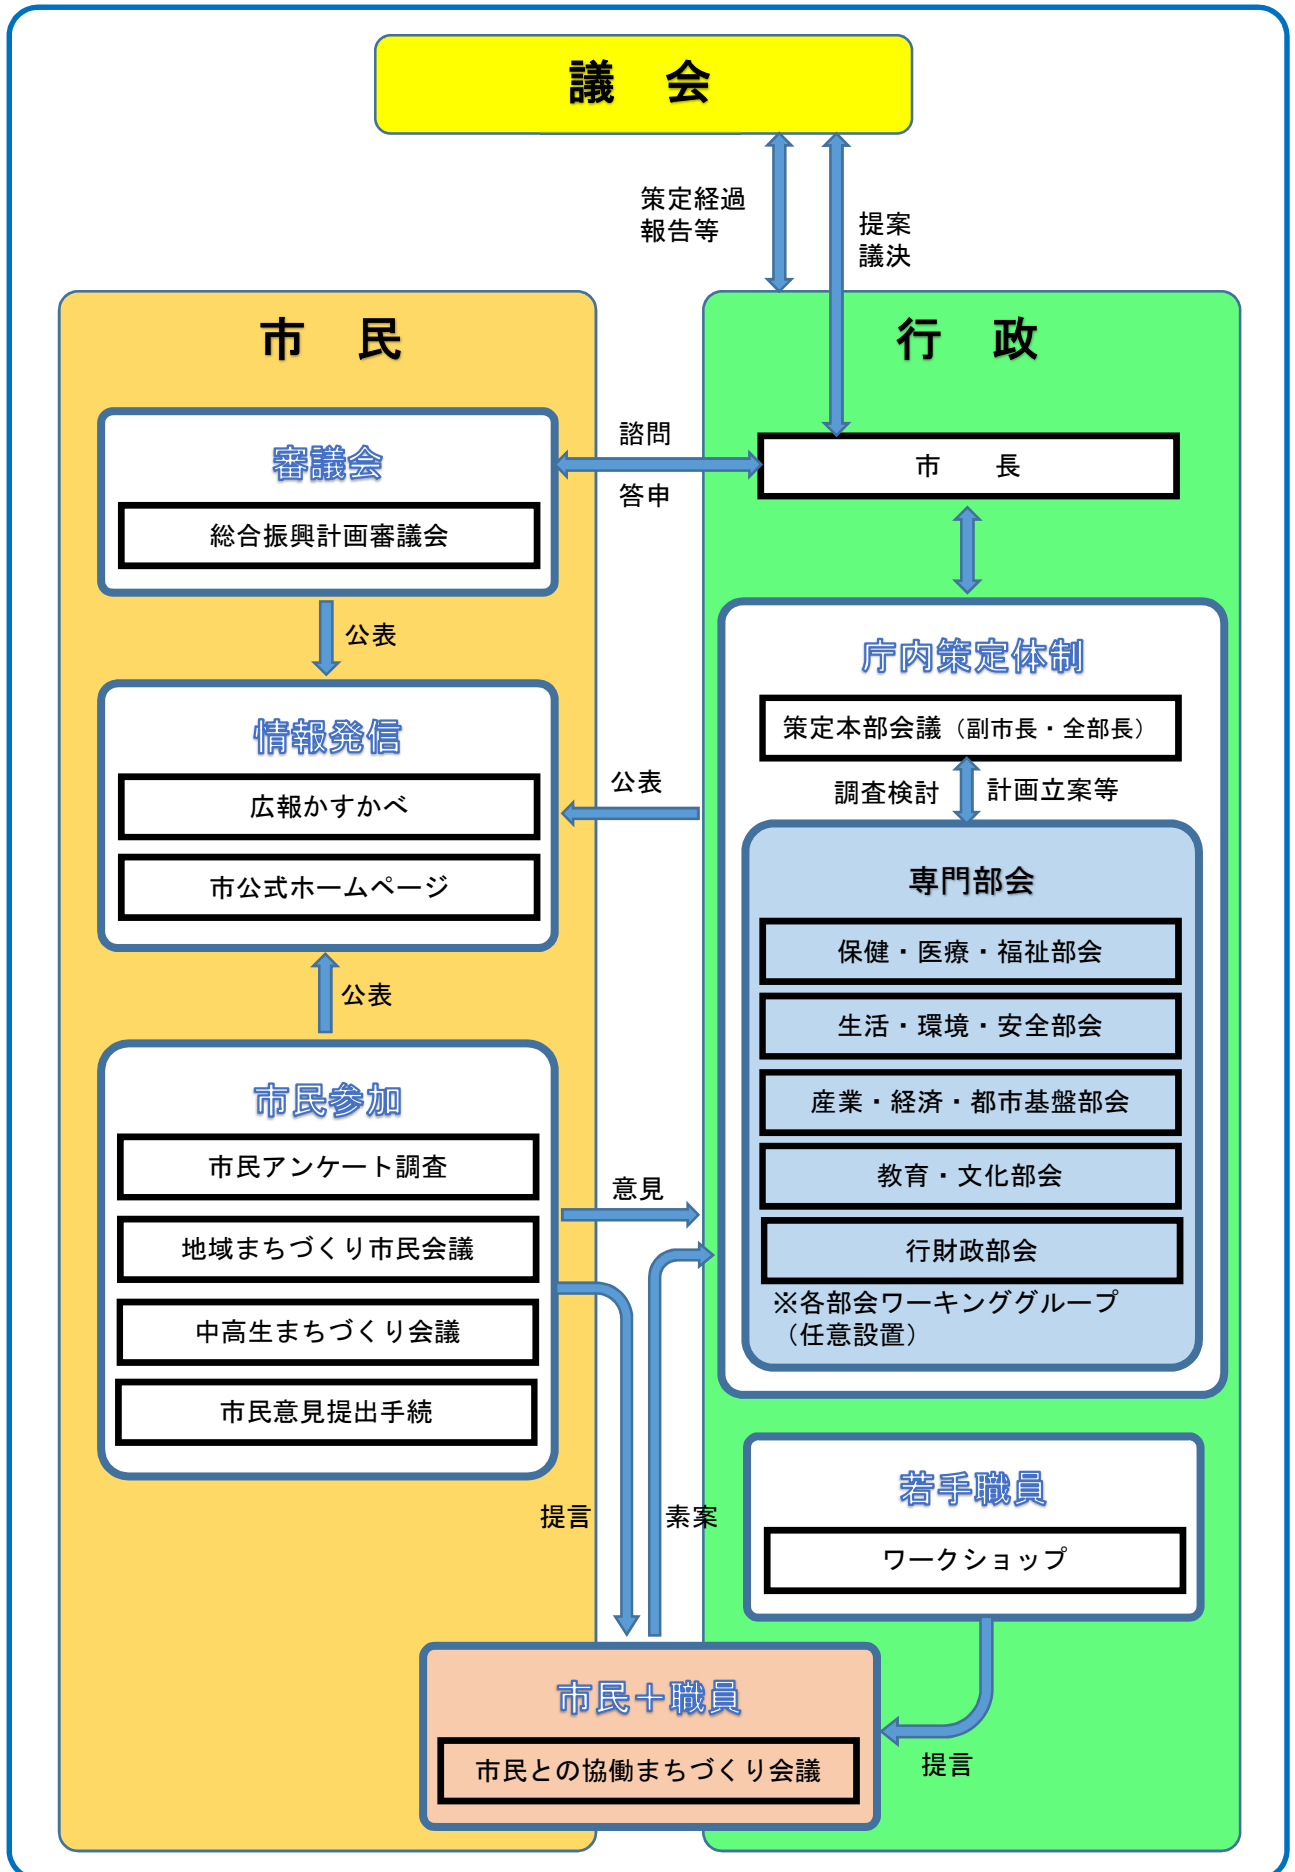 議　会
策定経過
報告等
提案
議決
市　民
行　政
審議会
総合振興計画審議会
諮問
答申
市　　長
公表
情報発信
広報かすかべ
市公式ホームページ
公表
庁内策定体制
策定本部会議（副市長・全部長）
調査検討
計画立案等
専門部会
保健・医療・福祉部会
生活・環境・安全部会
産業・経済・都市基盤部会
教育・文化部会
行財政部会
※各部会ワーキンググループ
（任意設置）
公表
市民参加
市民アンケート調査
地域まちづくり市民会議
中高生まちづくり会議
市民意見提出手続
意見
提言
素案
若手職員
ワークショップ
市民＋職員
市民との協働まちづくり会議
提言